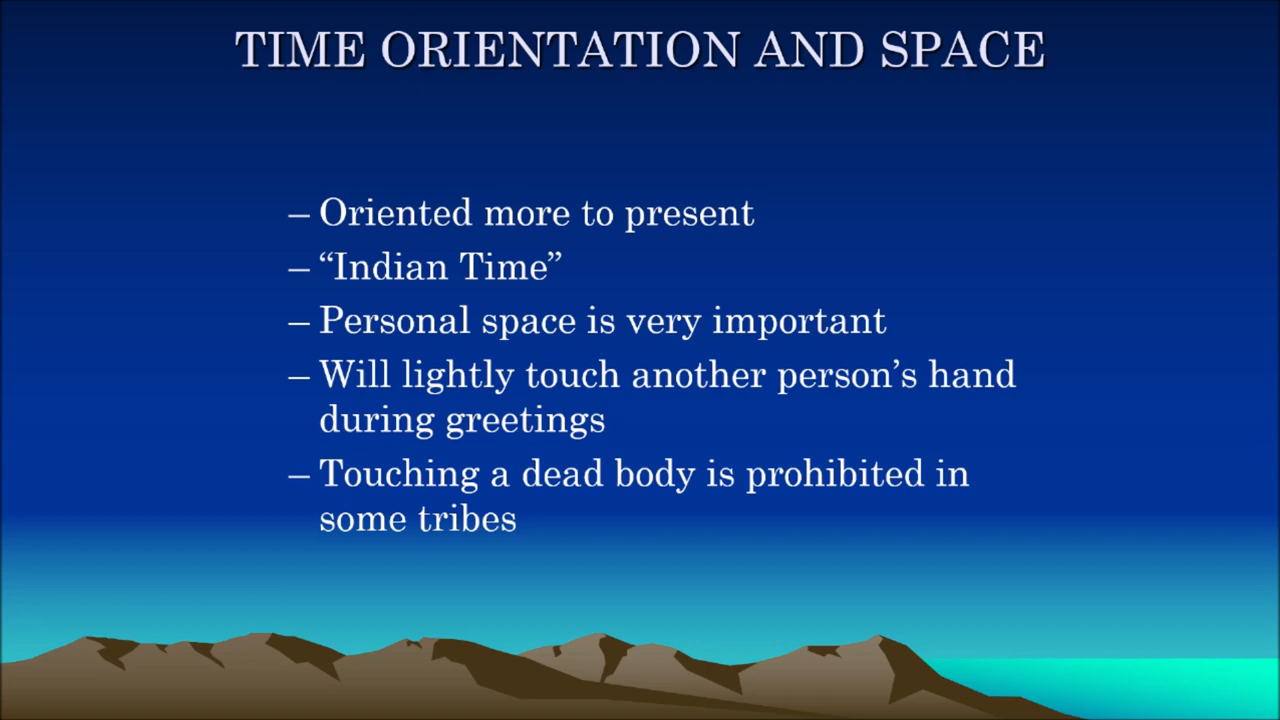 TIME ORIENTATION AND SPACE
– Oriented more to present
– “Indian Time”
– Personal space is very important
– Will lightly touch another person’s hand
during greetings
– Touching a dead body is prohibited in
some tribes